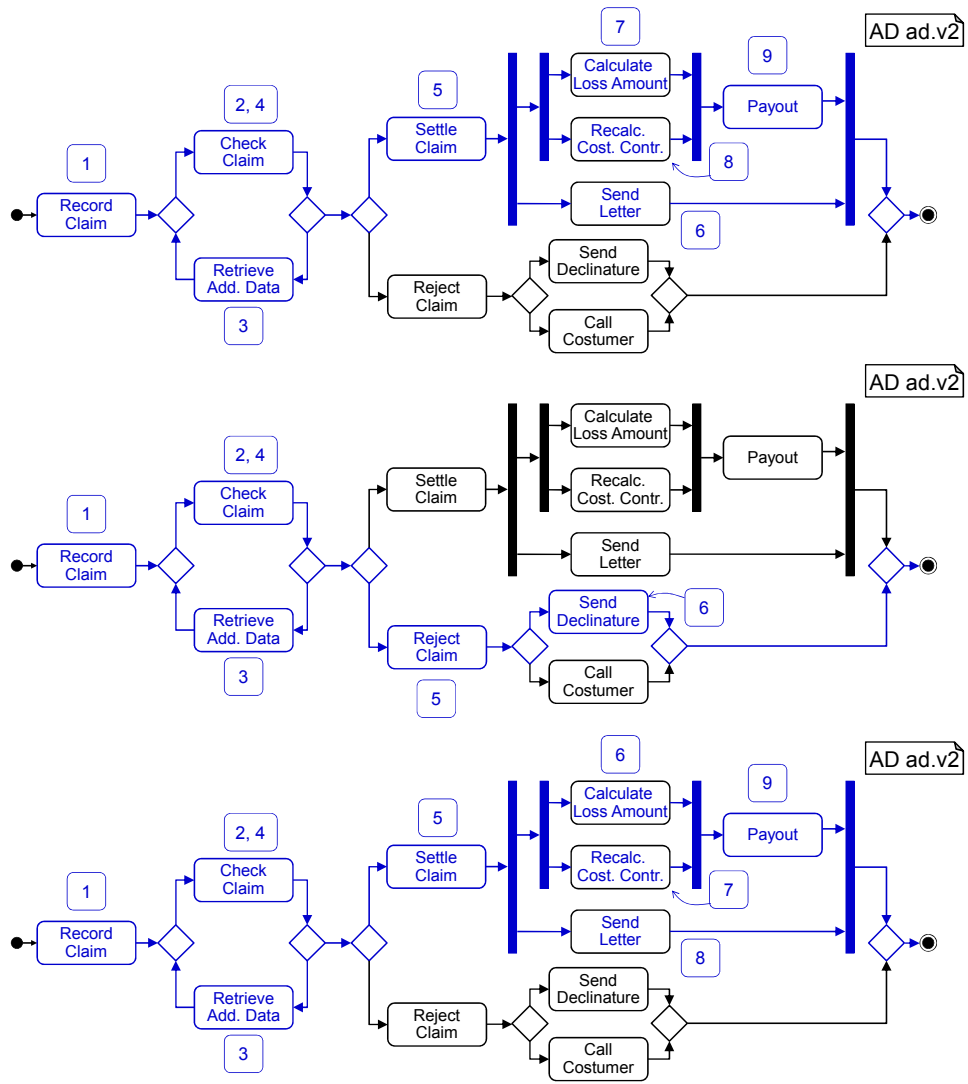 AD ad.v2
7
9
Calculate
Loss Amount
5
2, 4
Payout
Check
Claim
Settle
Claim
Recalc.
Cost. Contr.
8
1
Record
Claim
Send
Letter
6
Send
Declinature
Retrieve
Add. Data
Reject
Claim
3
Call
Costumer
AD ad.v2
Calculate
Loss Amount
2, 4
Payout
Check
Claim
Settle
Claim
Recalc.
Cost. Contr.
1
Record
Claim
Send
Letter
Send
Declinature
6
Retrieve
Add. Data
Reject
Claim
3
5
Call
Costumer
AD ad.v2
6
9
Calculate
Loss Amount
5
2, 4
Payout
Check
Claim
Settle
Claim
Recalc.
Cost. Contr.
7
1
Record
Claim
Send
Letter
8
Send
Declinature
Retrieve
Add. Data
Reject
Claim
3
Call
Costumer